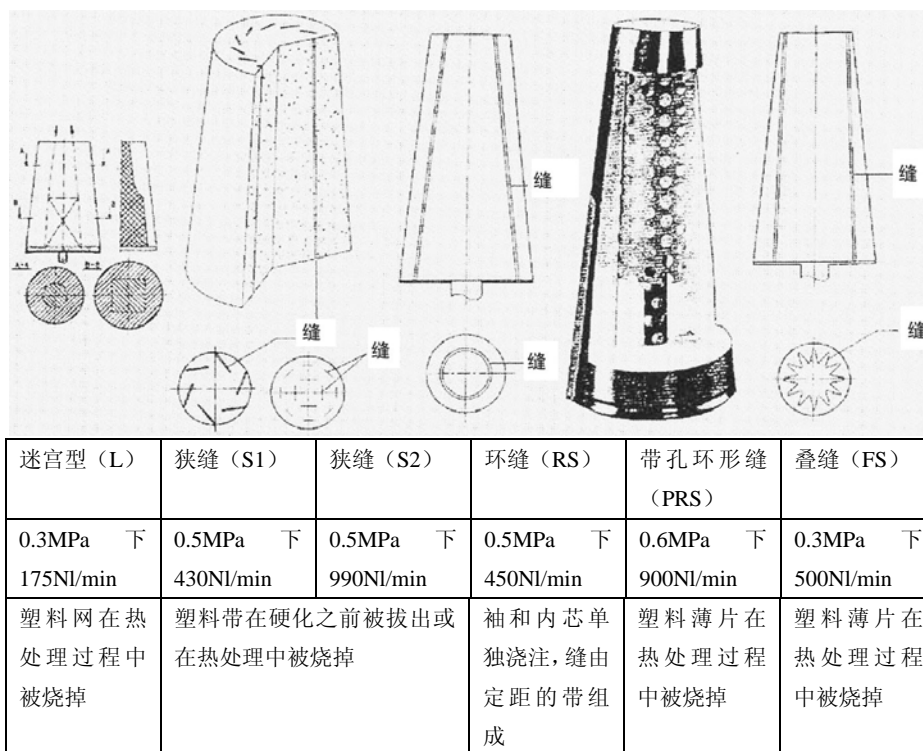 缝
缝
缝
缝
缝
缝
迷宫型（L）
狭缝（S1）
狭缝（S2）
环缝（RS）
带孔环形缝
（PRS）
叠缝（FS）
0.3MPa 下
175Nl/min
0.5MPa 下
430Nl/min
0.5MPa 下
990Nl/min
0.5MPa 下
450Nl/min
0.6MPa 下
900Nl/min
0.3MPa 下
500Nl/min
塑料网在热
处理过程中
被烧掉
塑料带在硬化之前被拔出或
在热处理中被烧掉
袖和内芯单
独浇注，缝由
定距的带组
成
塑料薄片在
热处理过程
中被烧掉
塑料薄片在
热处理过程
中被烧掉